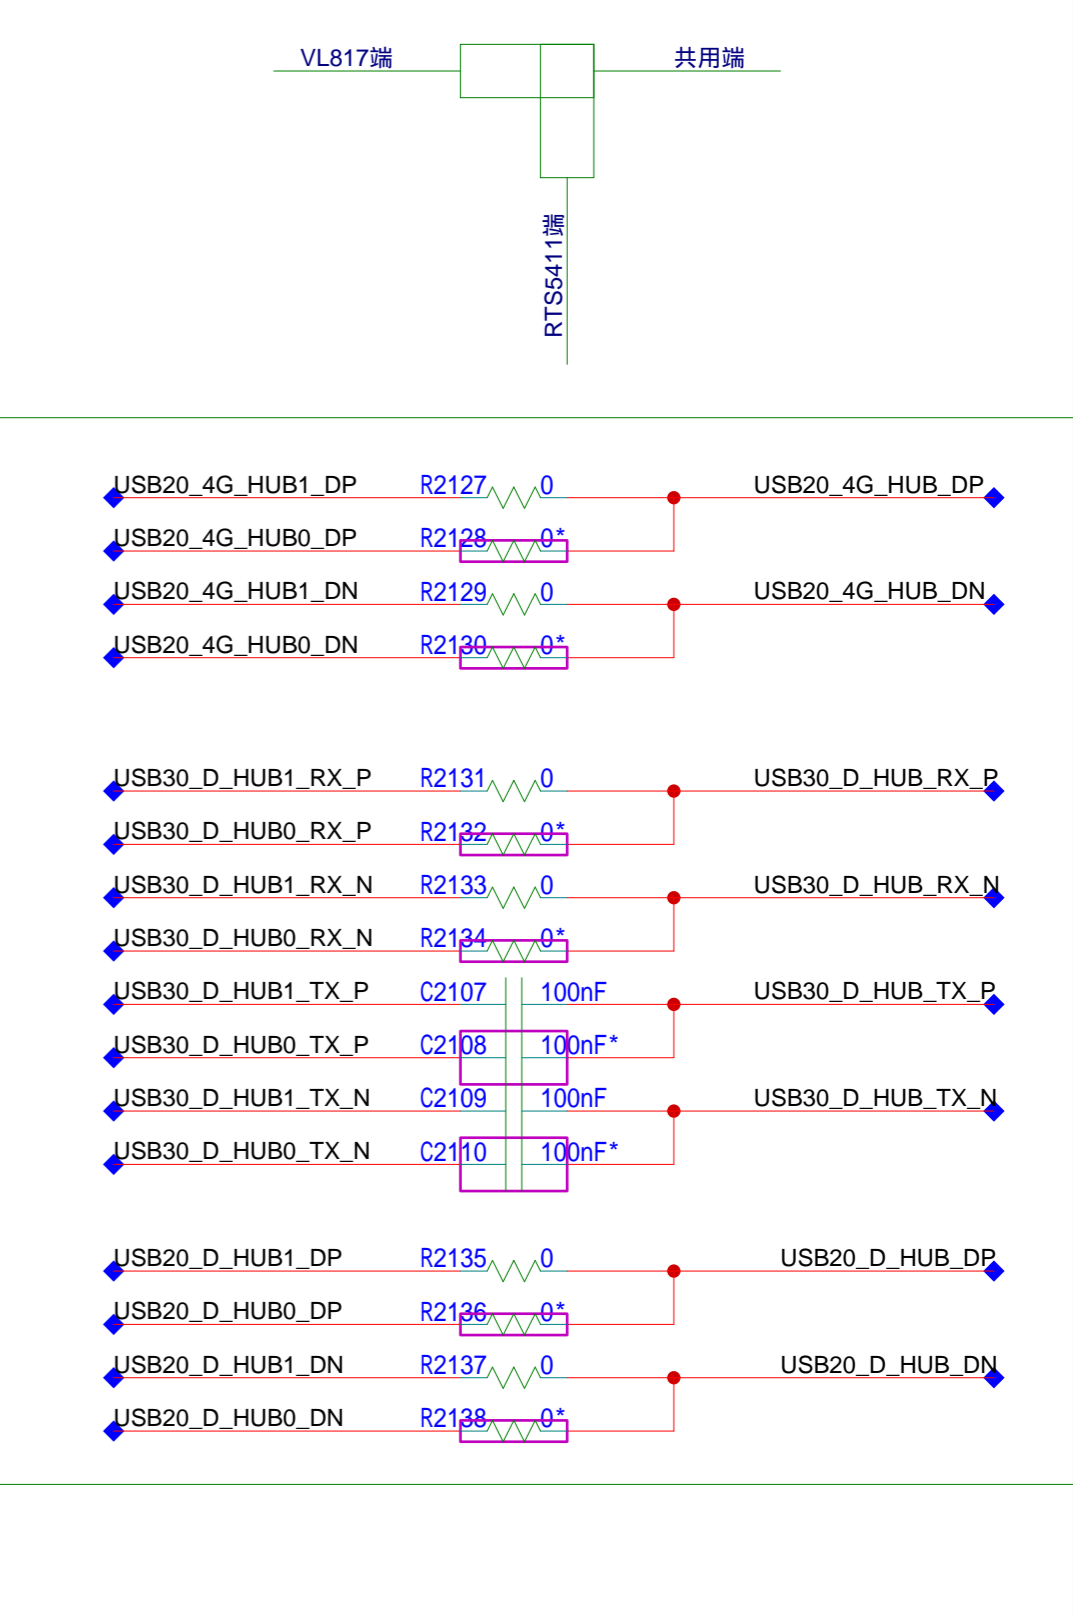 VL817端 共用端
RTS5411端
USB20_4G_HUB1_DP R2127 0 USB20_4G_HUB_DP
USB20_4G_HUB0_DP R2128 0*
USB20_4G_HUB1_DN R2129 0 USB20_4G_HUB_DN
USB20_4G_HUB0_DN R2130 0*
USB30_D_HUB1_RX_P R2131 0 USB30_D_HUB_RX_P
USB30_D_HUB0_RX_P R2132 0*
USB30_D_HUB1_RX_N R2133 0 USB30_D_HUB_RX_N
USB30_D_HUB0_RX_N R2134 0*
USB30_D_HUB1_TX_P C2107 100nF USB30_D_HUB_TX_P
USB30_D_HUB0_TX_P C2108 100nF*
USB30_D_HUB1_TX_N C2109 100nF USB30_D_HUB_TX_N
USB30_D_HUB0_TX_N C2110 100nF*
USB20_D_HUB1_DP R2135 0 USB20_D_HUB_DP
USB20_D_HUB0_DP R2136 0*
USB20_D_HUB1_DN R2137 0 USB20_D_HUB_DN
USB20_D_HUB0_DN R2138 0*